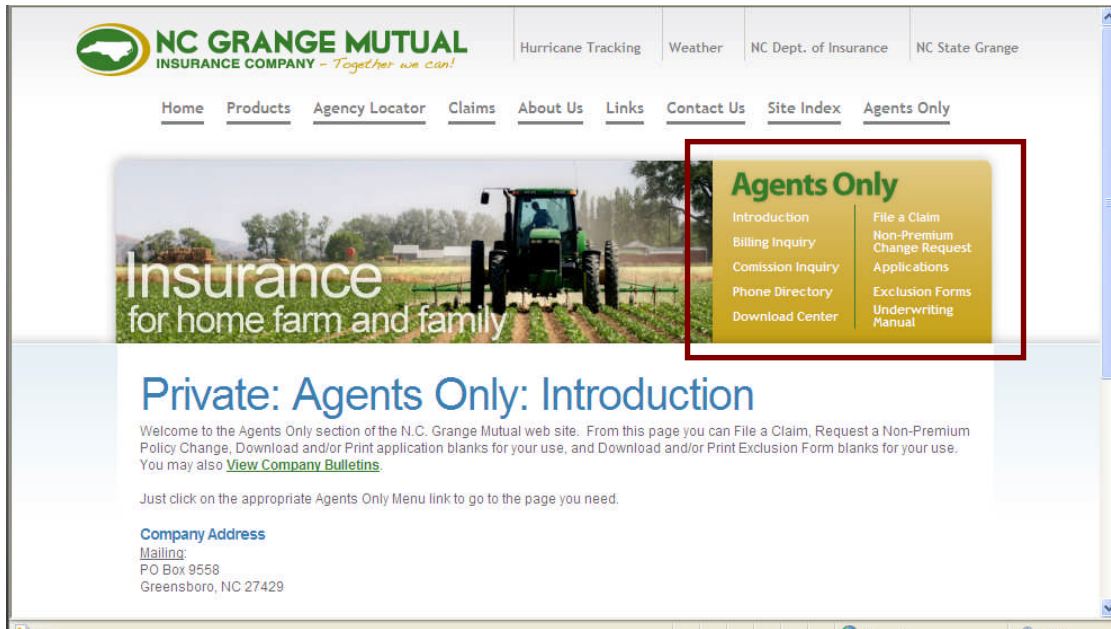 NC GRANGE MUTUAL
INSURANCE COMPANY – Together we can!
Hurricane Tracking
Weather
NC Dept. of Insurance
NC State Grange
Home
Products
Agency Locator
Claims
About Us
Links
Contact Us
Site Index
Agents Only
Insurance
for home farm and family
Agents Only
Introduction
Billing Inquiry
Comission Inquiry
Phone Directory
Download Center
File a Claim
Non-Premium
Change Request
Applications
Exclusion Forms
Underwriting
Manual
Private: Agents Only: Introduction
Welcome to the Agents Only section of the N.C. Grange Mutual web site. From this page you can File a Claim, Request a Non-Premium
Policy Change, Download and/or Print application blanks for your use, and Download and/or Print Exclusion Form blanks for your use.
You may also View Company Bulletins.
Just click on the appropriate Agents Only Menu link to go to the page you need.
Company Address
Mailing:
PO Box 9558
Greensboro, NC 27429